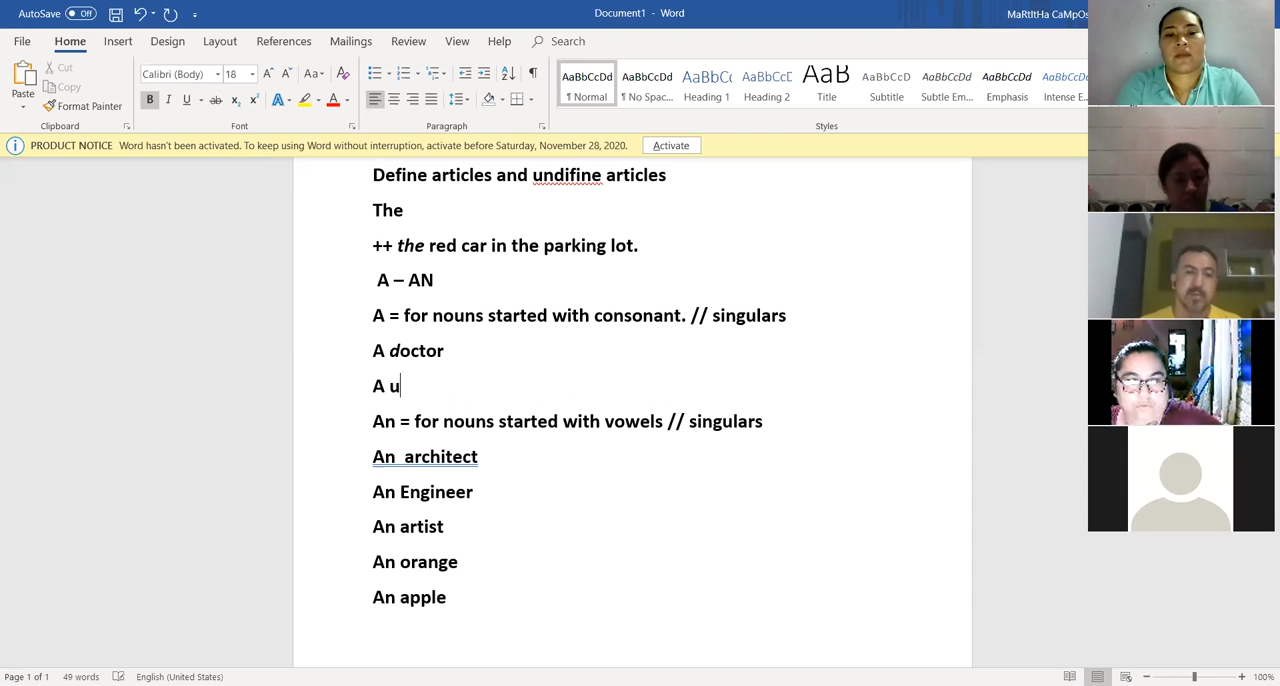 AutoSave Off
Document1 - Word
MaRtItHa CaMpOs
File Home Insert Design Layout References Mailings Review View Help Search
Paste
Cut
Copy
Format Painter
Clipboard
Calibri (Body) 18
Font
Paragraph
AaBbCcDd AaBbCcDd AaBbCc AaBbCcD AaB AaBbCcD AaBbCcDd AaBbCcDd AaBbCcDd
¶ Normal ¶ No Spac... Heading 1 Heading 2 Title Subtitle Subtle Em... Emphasis Intense E...
Styles
PRODUCT NOTICE Word hasn't been activated. To keep using Word without interruption, activate before Saturday, November 28, 2020. Activate
Define articles and undifine articles
The
++ the red car in the parking lot.
A – AN
A = for nouns started with consonant. // singulars
A doctor
A u
An = for nouns started with vowels // singulars
An architect
An Engineer
An artist
An orange
An apple
Page 1 of 1 49 words English (United States) 100%